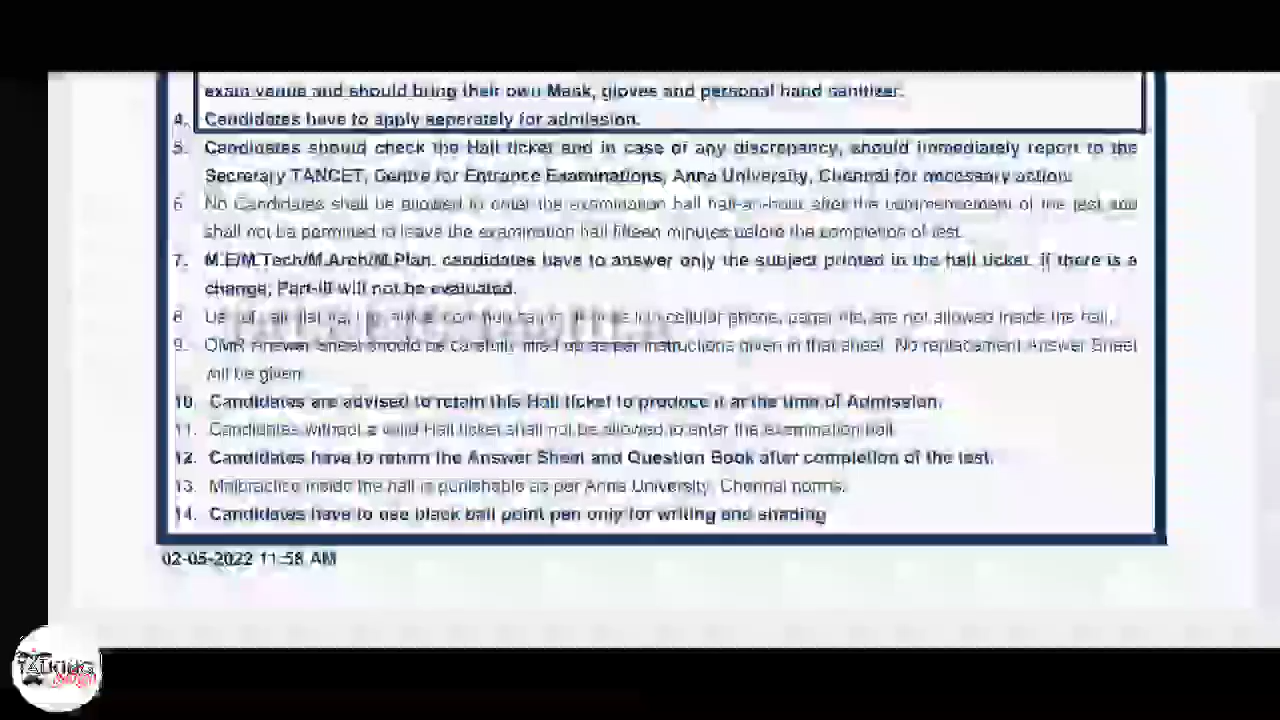 exam venue and should bring their own Mask, gloves and personal hand sanitizer.
4. Candidates have to apply seperately for admission.
5. Candidates should check the Hall ticket and in case of any discrepancy, should immediately report to the
Secretary TANCET, Centre for Entrance Examinations, Anna University, Chennai for necessary action.
6. No Candidates shall be allowed to enter the examination hall half-an-hour after the commencement of the test and
shall not be permitted to leave the examination hall fifteen minutes before the completion of test.
7. M.E/M.Tech/M.Arch/M.Plan. candidates have to answer only the subject printed in the hall ticket. if there is a
change, Part-III will not be evaluated.
8. cellular phone, pager etc, are not allowed inside the hall.
9. OMR Answer Sheet should be carefully filled up as per instructions given in that sheet. No replacement Answer Sheet
will be given
10. Candidates are advised to retain this Hall ticket to produce it at the time of Admission.
11. Candidates without a valid Hall ticket shall not be allowed to enter the examination hall
12. Candidates have to return the Answer Sheet and Question Book after completion of the test.
13. Malpractice inside the hall is punishable as per Anna University, Chennai norms.
14. Candidates have to use black ball point pen only for writing and shading
02-05-2022 11:58 AM
TALKING